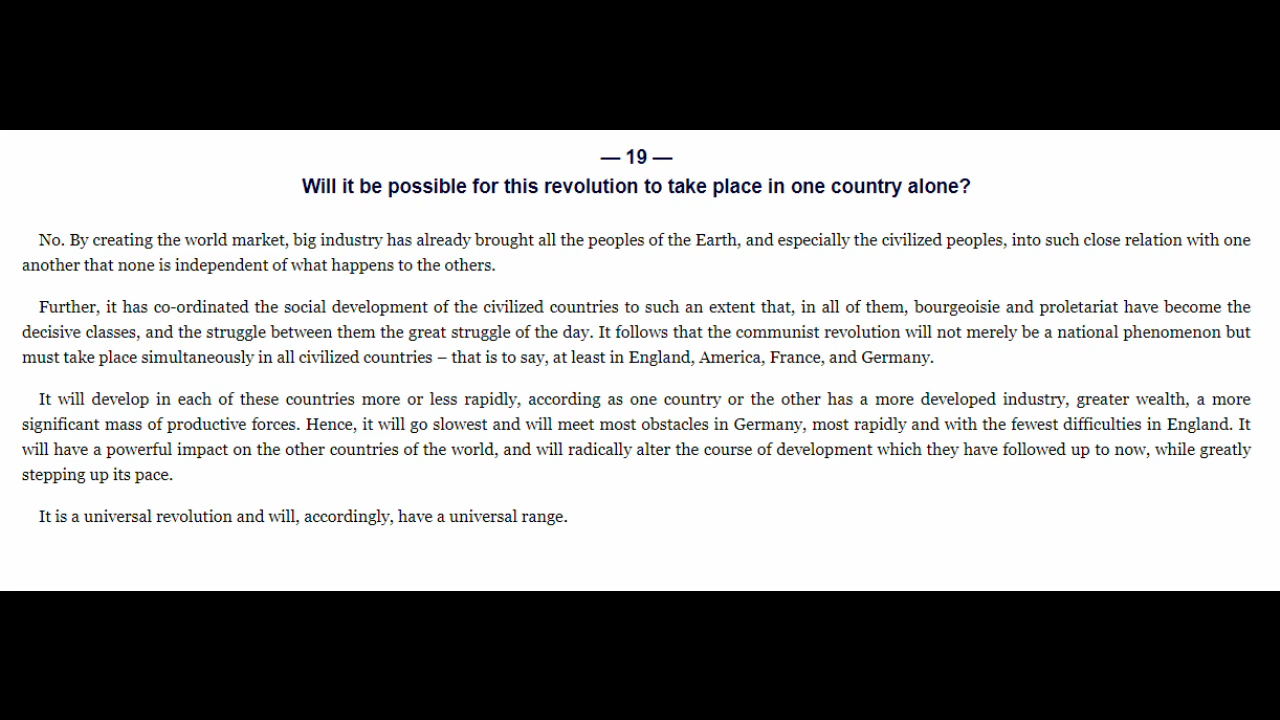 — 19 —
Will it be possible for this revolution to take place in one country alone?
No. By creating the world market, big industry has already brought all the peoples of the Earth, and especially the civilized peoples, into such close relation with one
another that none is independent of what happens to the others.
Further, it has co-ordinated the social development of the civilized countries to such an extent that, in all of them, bourgeoisie and proletariat have become the
decisive classes, and the struggle between them the great struggle of the day. It follows that the communist revolution will not merely be a national phenomenon but
must take place simultaneously in all civilized countries – that is to say, at least in England, America, France, and Germany.
It will develop in each of these countries more or less rapidly, according as one country or the other has a more developed industry, greater wealth, a more
significant mass of productive forces. Hence, it will go slowest and will meet most obstacles in Germany, most rapidly and with the fewest difficulties in England. It
will have a powerful impact on the other countries of the world, and will radically alter the course of development which they have followed up to now, while greatly
stepping up its pace.
It is a universal revolution and will, accordingly, have a universal range.